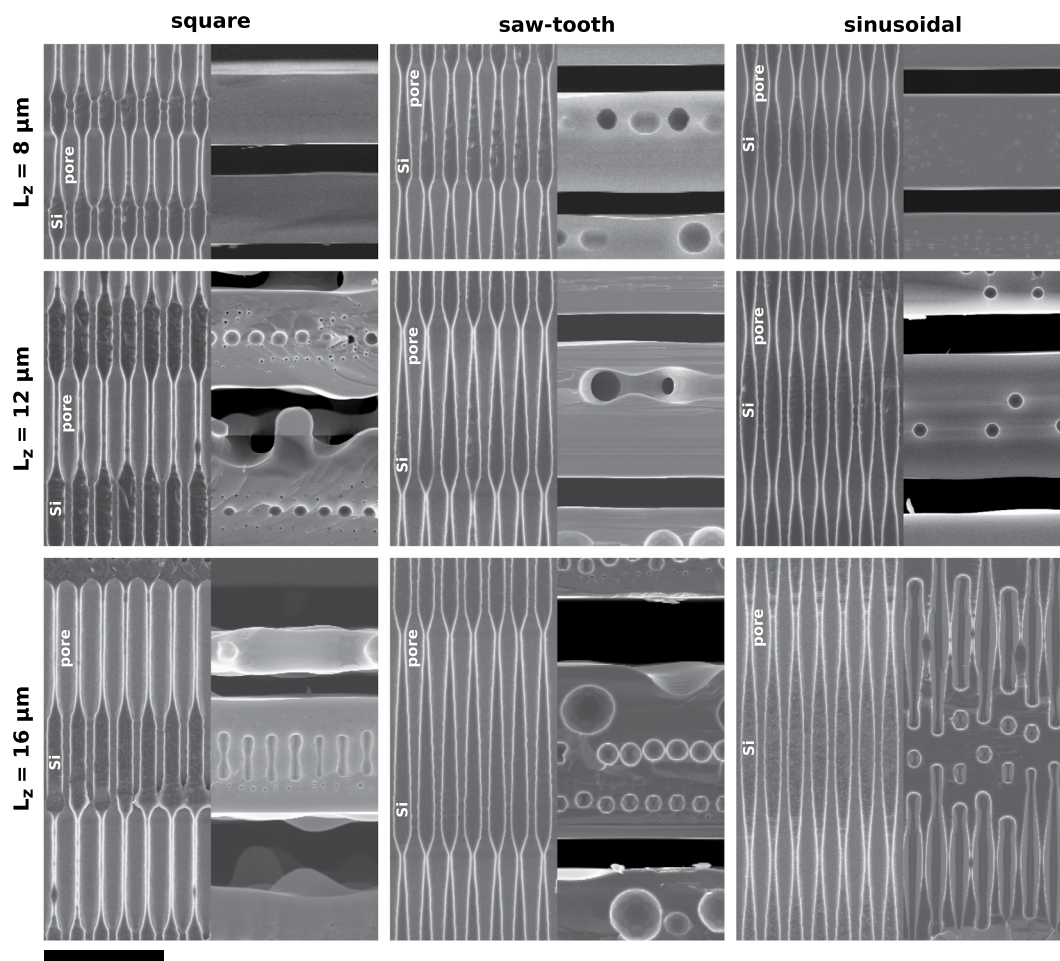 square
saw-tooth
sinusoidal
Lz = 8 μm
pore
Si
pore
Si
pore
Si
Lz = 12 μm
pore
Si
pore
Si
pore
Si
Lz = 16 μm
pore
Si
pore
Si
pore
Si